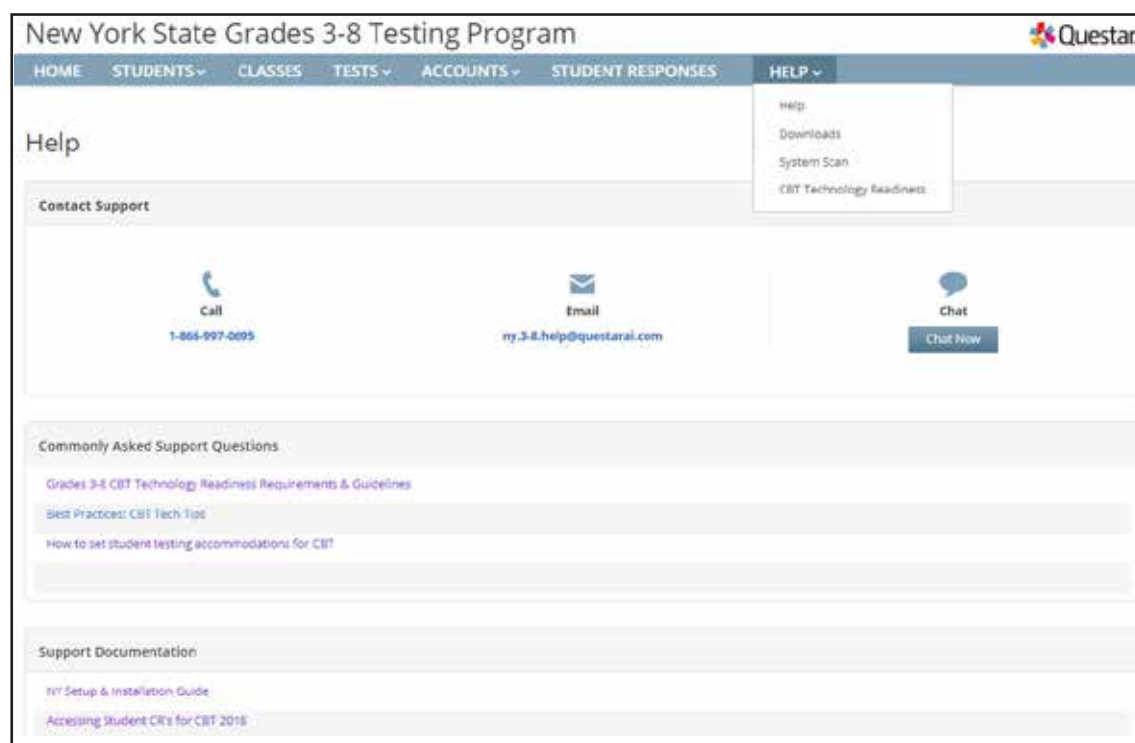 New York State Grades 3-8 Testing Program
Questar
HOME STUDENTS CLASSES TESTS ACCOUNTS STUDENT RESPONSES HELP
Help
Downloads
System Scan
CBT Technology Readiness
Help
Contact Support
Call
1-866-997-0695
Email
ny.3-8.help@questarai.com
Chat
Chat Now
Commonly Asked Support Questions
Grades 3-8 CBT Technology Readiness Requirements & Guidelines
Best Practices: CBT Tech Tips
How to set student testing accommodations for CBT
Support Documentation
NY Setup & Installation Guide
Accessing Student CR's for CBT 2018